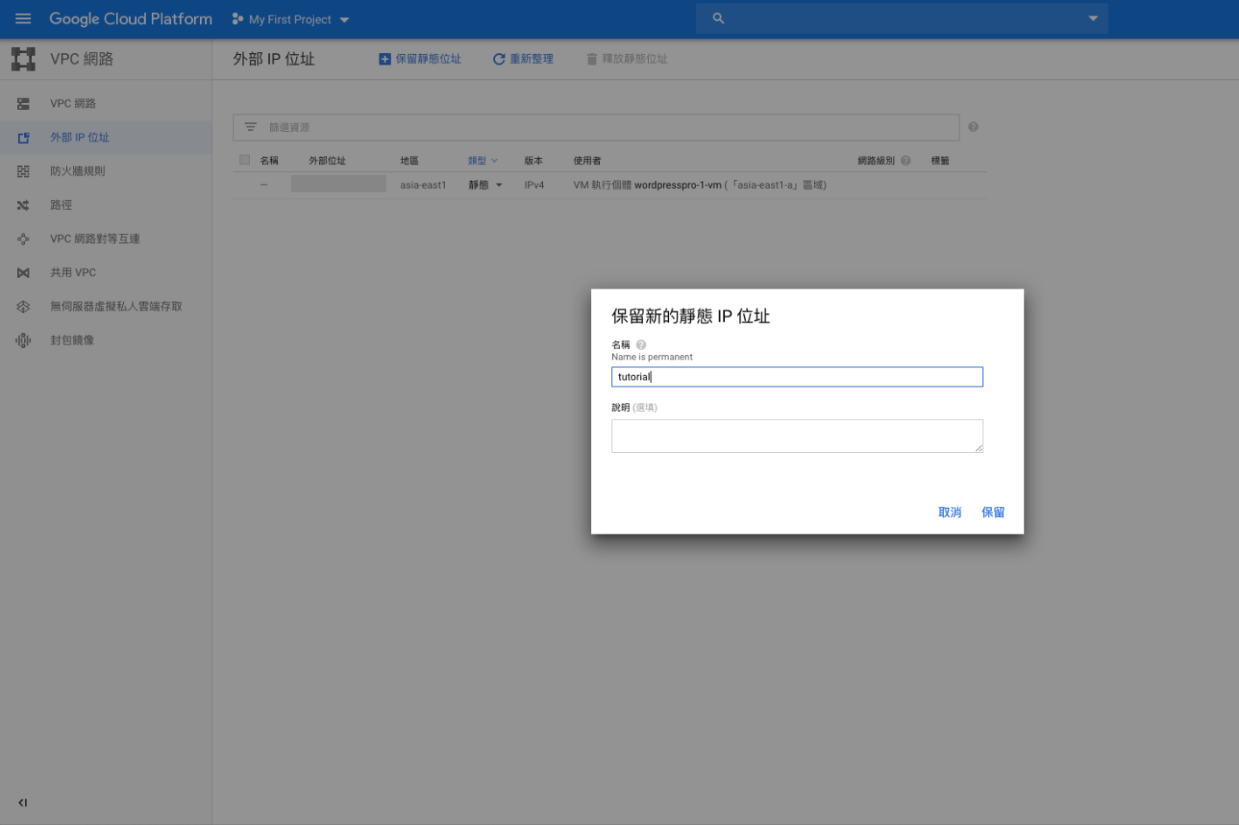 Google Cloud Platform My First Project
VPC 網路
外部 IP 位址 保留靜態位址 重新整理 釋放靜態位址
VPC 網路
外部 IP 位址
防火牆規則
路徑
VPC 網路對等互連
共用 VPC
無伺服器虛擬私人雲端存取
封包鏡像
篩選資源
名稱 外部位址 地區 類型 版本 使用者 網路級別 標籤
— asia-east1 靜態 IPv4 VM 執行個體 wordpresspro-1-vm (「asia-east1-a」區域)
保留新的靜態 IP 位址
名稱
Name is permanent
tutorial
說明 (選填)
取消 保留